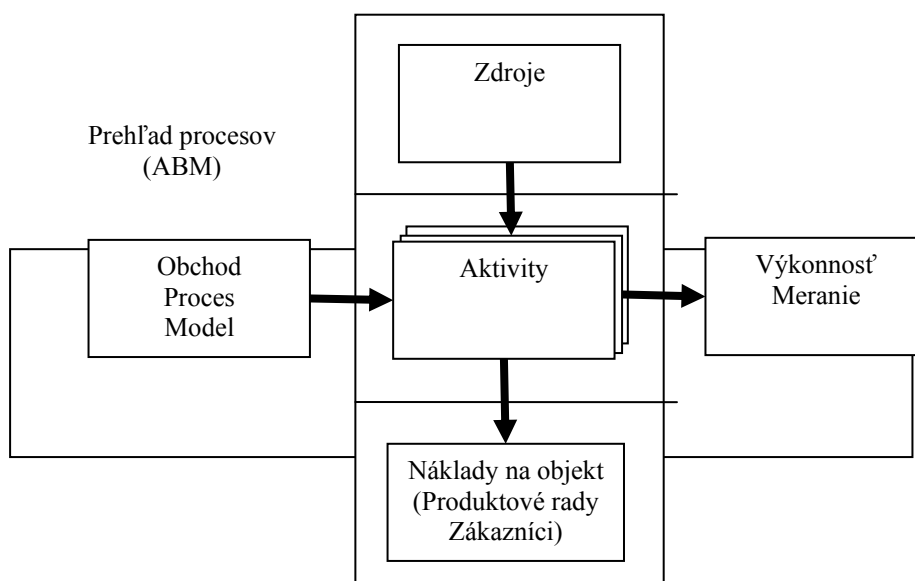 Zdroje
Prehľad procesov
(ABM)
Obchod
Proces
Model
Aktivity
Výkonnosť
Meranie
Náklady na objekt
(Produktové rady
Zákazníci)